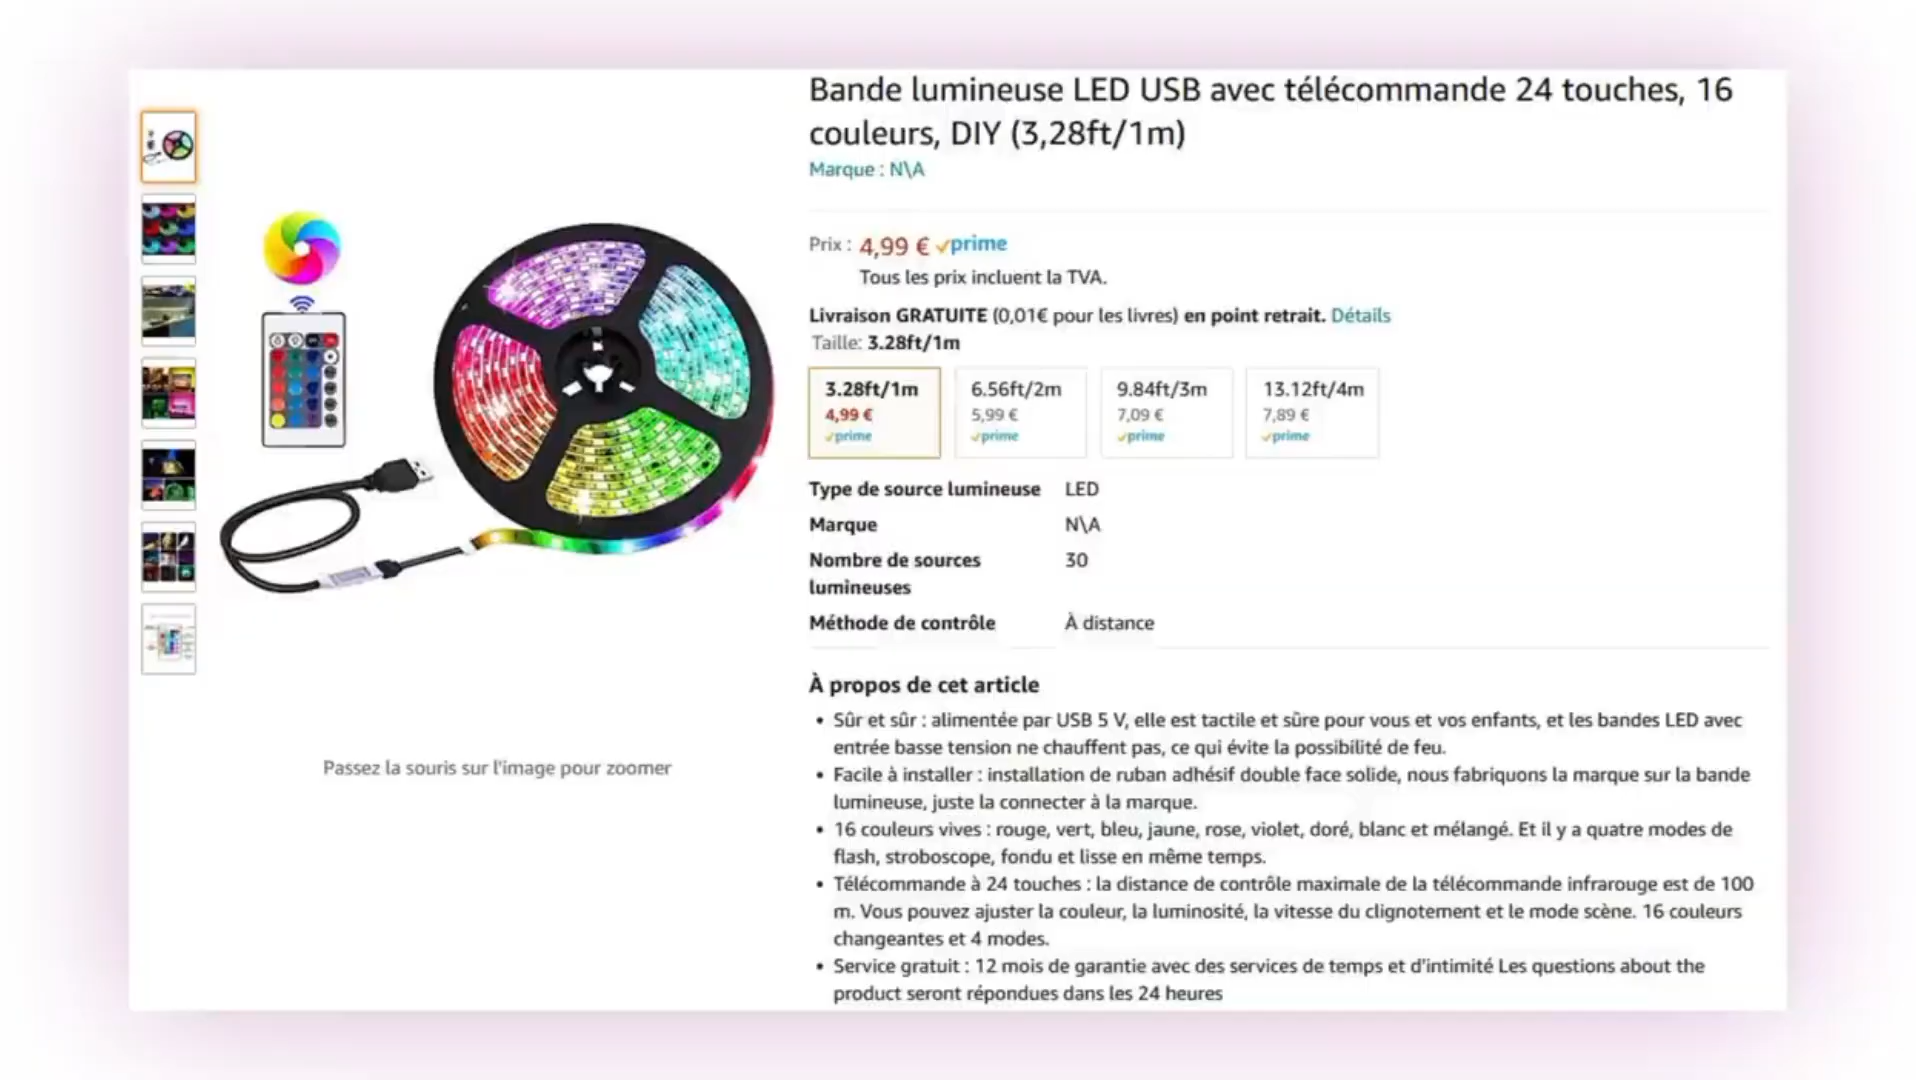 Bande lumineuse LED USB avec télécommande 24 touches, 16
couleurs, DIY (3,28ft/1m)
Marque : N\A
Prix : 4,99 € prime
Tous les prix incluent la TVA.
Livraison GRATUITE (0,01€ pour les livres) en point retrait. Détails
Taille: 3.28ft/1m
3.28ft/1m
4,99 €
prime
6.56ft/2m
5,99 €
prime
9.84ft/3m
7,09 €
prime
13.12ft/4m
7,89 €
prime
Type de source lumineuse LED
Marque N\A
Nombre de sources 30
lumineuses
Méthode de contrôle À distance
À propos de cet article
• Sûr et sûr : alimentée par USB 5 V, elle est tactile et sûre pour vous et vos enfants, et les bandes LED avec
entrée basse tension ne chauffent pas, ce qui évite la possibilité de feu.
• Facile à installer : installation de ruban adhésif double face solide, nous fabriquons la marque sur la bande
lumineuse, juste la connecter à la marque.
• 16 couleurs vives : rouge, vert, bleu, jaune, rose, violet, doré, blanc et mélangé. Et il y a quatre modes de
flash, stroboscope, fondu et lisse en même temps.
• Télécommande à 24 touches : la distance de contrôle maximale de la télécommande infrarouge est de 100
m. Vous pouvez ajuster la couleur, la luminosité, la vitesse du clignotement et le mode scène. 16 couleurs
changeantes et 4 modes.
• Service gratuit : 12 mois de garantie avec des services de temps et d'intimité Les questions about the
product seront répondues dans les 24 heures
Passez la souris sur l'image pour zoomer